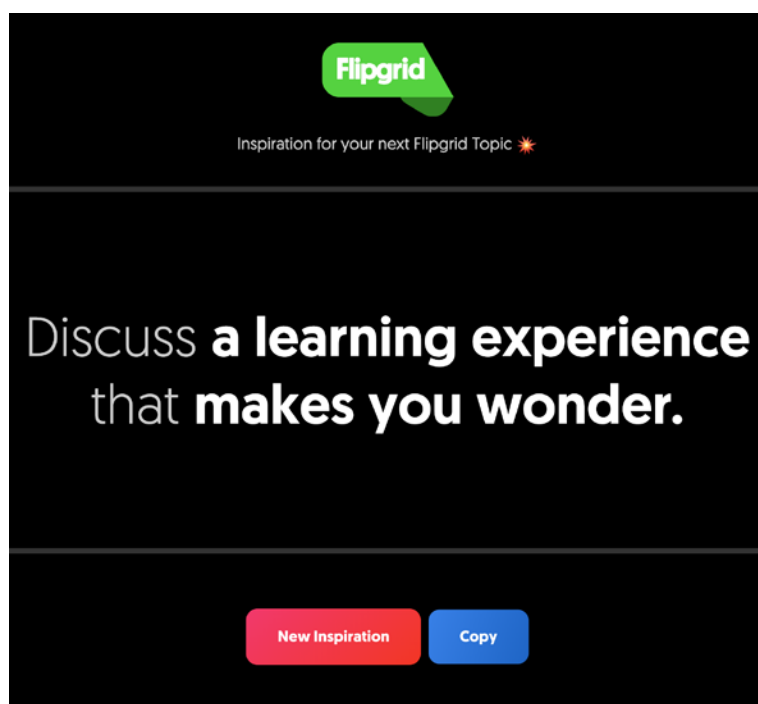 Flipgrid
Inspiration for your next Flipgrid Topic 💥
Discuss a learning experience
that makes you wonder.
New Inspiration
Copy